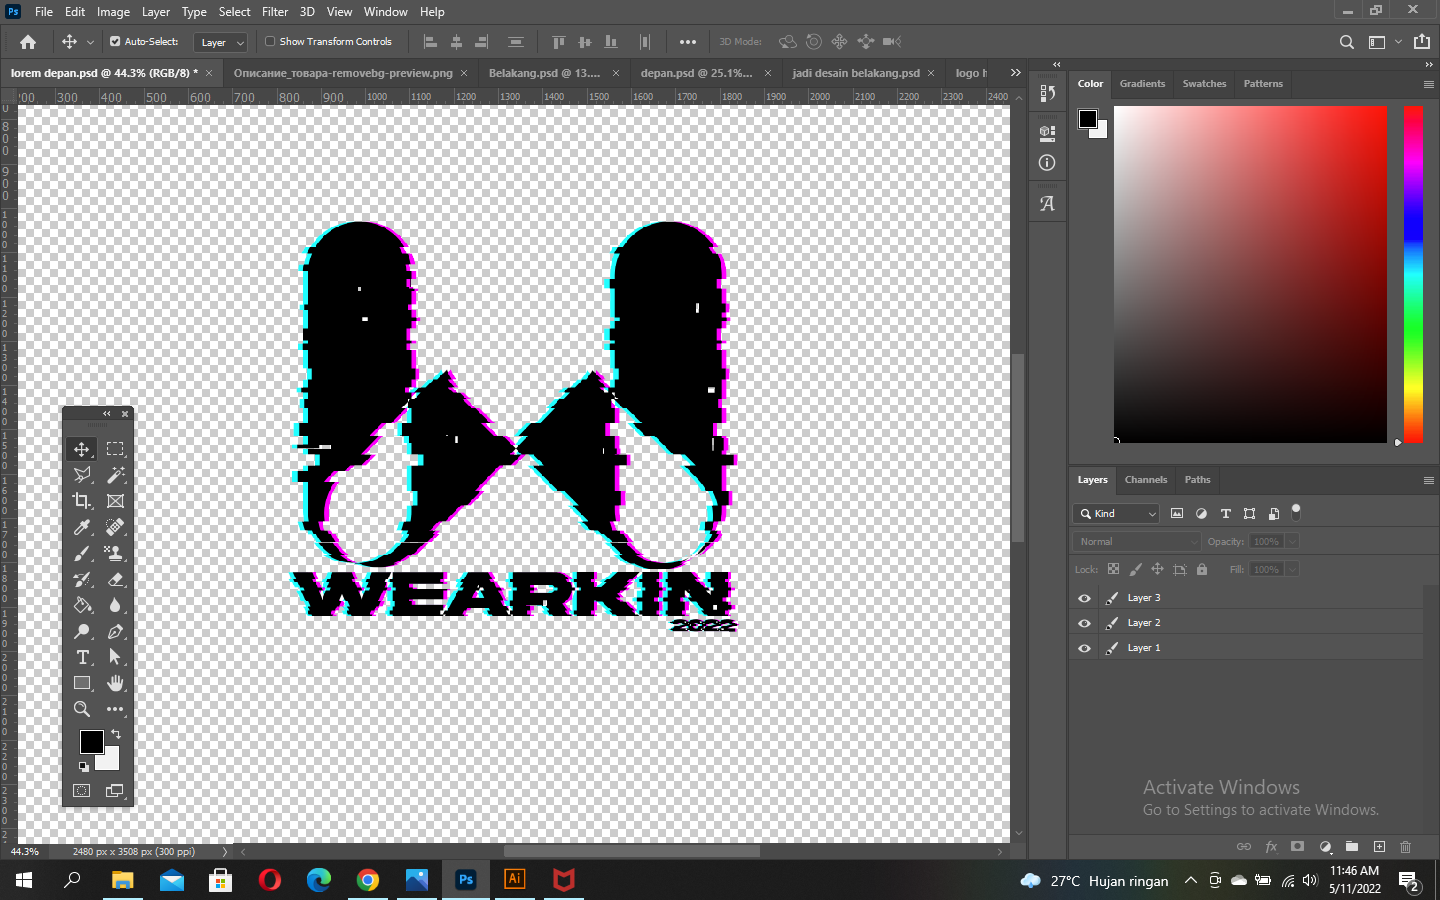 File Edit Image Layer Type Select Filter 3D View Window Help
Auto-Select: Layer Show Transform Controls 3D Mode:
lorem depan.psd @ 44.3% (RGB/8) * Описание_товара-removebg-preview.png Belakang.psd @ 13.... depan.psd @ 25.1%... jadi desain belakang.psd logo
300 400 500 600 700 800 900 1000 1100 1200 1300 1400 1500 1600 1700 1800 1900 2000 2100 2200 2300 2400
Color Gradients Swatches Patterns
WEARKIN
2022
Layers Channels Paths
Kind
Normal Opacity: 100%
Lock: Fill: 100%
Layer 3
Layer 2
Layer 1
Activate Windows
Go to Settings to activate Windows.
44.3% 2480 px x 3508 px (300 ppi)
27°C Hujan ringan
11:46 AM
5/11/2022
2